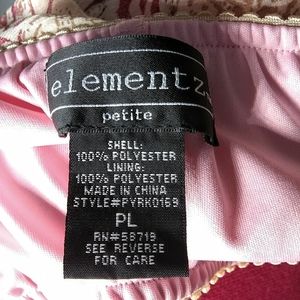 elementz
petite
SHELL:
100% POLYESTER
LINING:
100% POLYESTER
MADE IN CHINA
STYLE#PYRK0169
PL
RN#58719
SEE REVERSE
FOR CARE